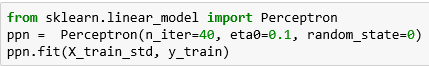 from sklearn.linear_model import Perceptron
ppn =  Perceptron(n_iter=40, eta0=0.1, random_state=0)
ppn.fit(X_train_std, y_train)